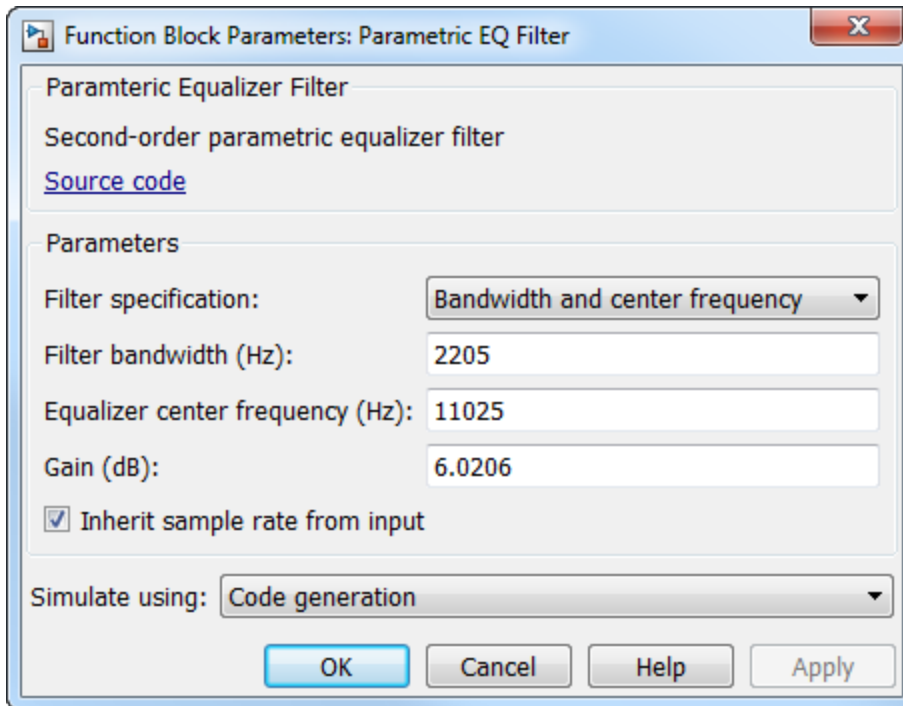 Function Block Parameters: Parametric EQ Filter
Paramteric Equalizer Filter
Second-order parametric equalizer filter
Source code
Parameters
Filter specification: Bandwidth and center frequency
Filter bandwidth (Hz): 2205
Equalizer center frequency (Hz): 11025
Gain (dB): 6.0206
Inherit sample rate from input
Simulate using: Code generation
OK Cancel Help Apply